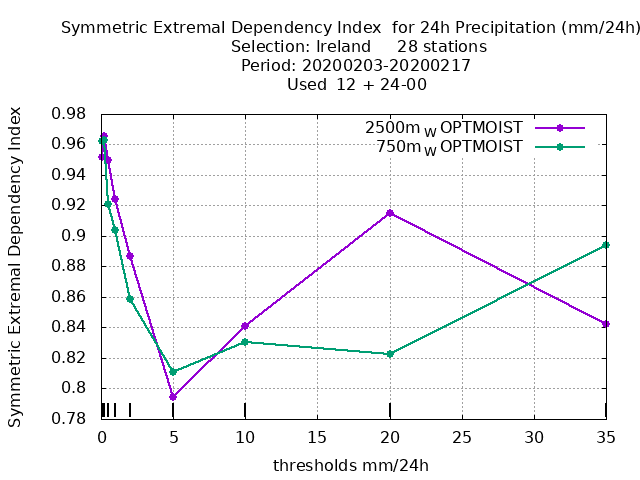 Symmetric Extremal Dependency Index  for 24h Precipitation (mm/24h)
Selection: Ireland     28 stations
Period: 20200203-20200217
Used  12 + 24-00
Symmetric Extremal Dependency Index
0.98
0.96
0.94
0.92
0.9
0.88
0.86
0.84
0.82
0.8
0.78
2500m W OPTMOIST
750m W OPTMOIST
0 5 10 15 20 25 30 35
thresholds mm/24h